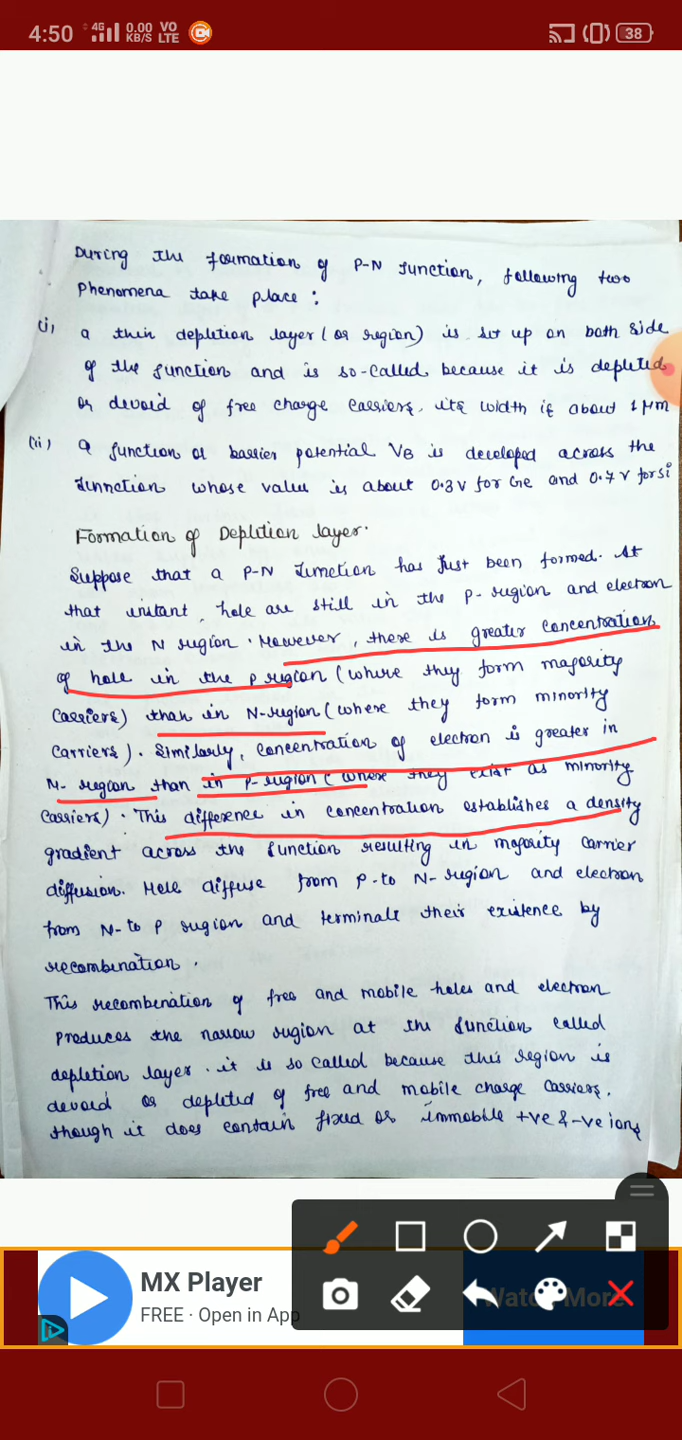 4:50 4G 0.00 KB/S VO LTE 38
During the formation of P-N Junction, following two
Phenomena take place :
(i) a thin depletion layer (or region) is set up on both side
of the junction and is so-called because it is depleted
or devoid of free charge carriers. its width is about 1 μm
(ii) a junction or barrier potential VB is developed across the
Junction whose value is about 0.3 v for Ge and 0.7 v for si
Formation of Depletion layer.
Suppose that a P-N Junction has Just been formed. At
that instant, hole are still in the P-region and electron
in the N region. However, there is greater concentration
of hole in the P region (where they form majority
carriers) than in N-region (where they form minority
carriers). Similarly, concentration of electron is greater in
N-region than in P-region (where they exist as minority
carriers). This difference in concentration establishes a density
gradient across the junction resulting in majority carrier
diffusion. Hole diffuse from P-to N-region and electron
from N-to P region and terminate their existence by
recombination.
This recombination of free and mobile holes and electron
Produces the narrow region at the junction called
depletion layer. it is so called because this region is
devoid or depleted of free and mobile charge carriers.
though it does contain fixed or immobile +ve & -ve ions
MX Player
FREE · Open in App
Watch More